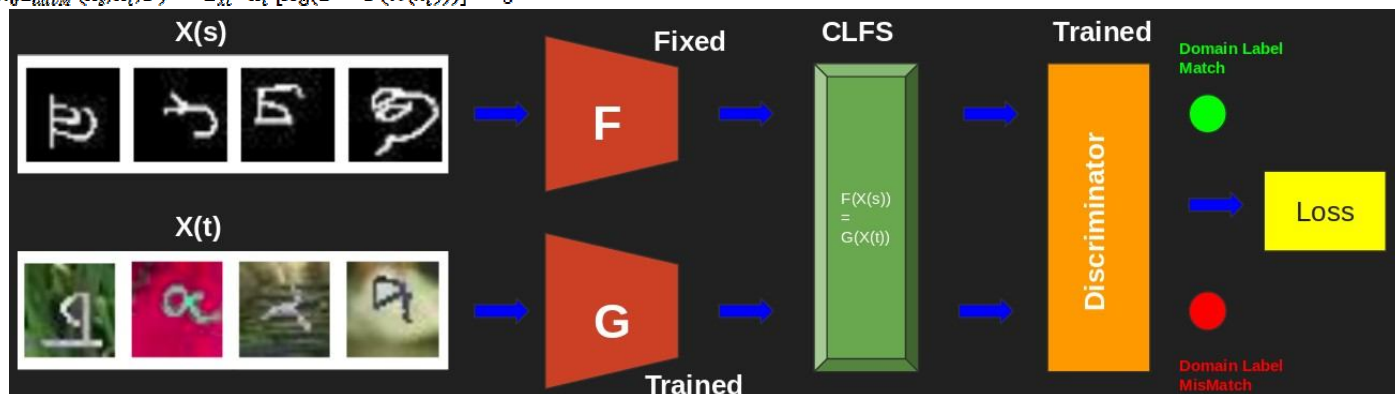 X(s)
Fixed
CLFS
Trained
Domain Label
Match
F
F(X(s))
=
G(X(t))
Discriminator
Loss
X(t)
G
Trained
Domain Label
MisMatch